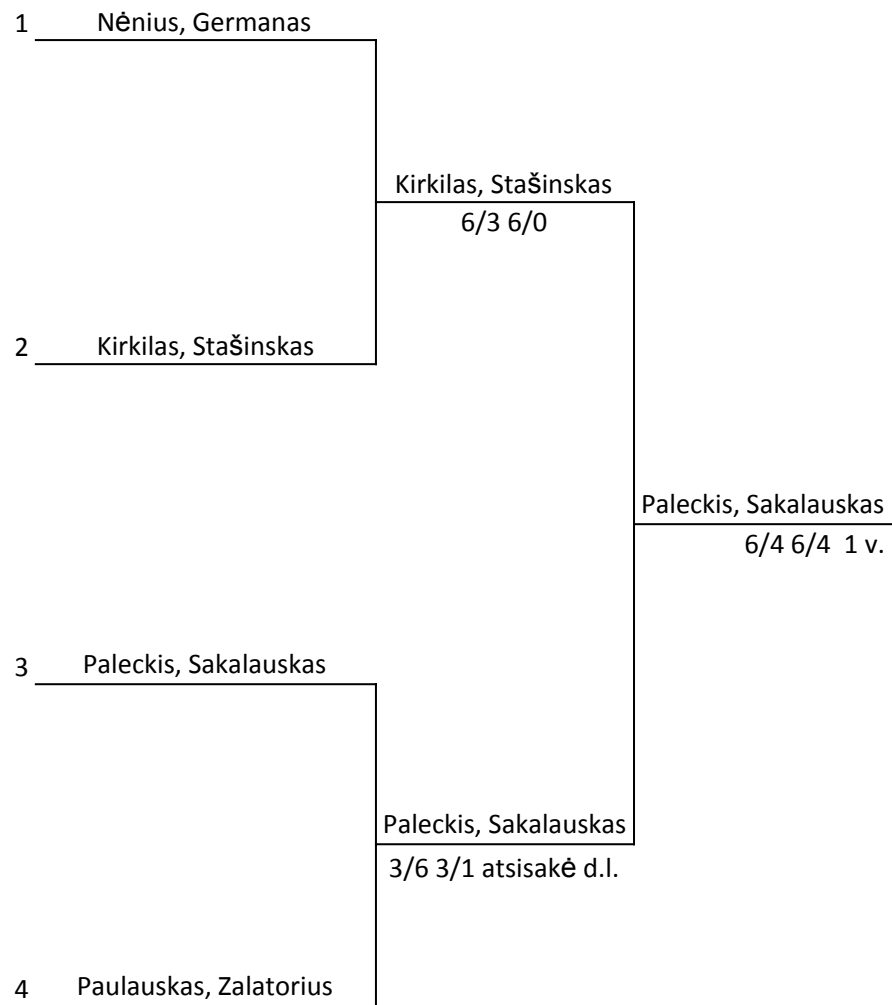 1 Nėnius, Germanas
Kirkilas, Stašinskas
6/3 6/0
2 Kirkilas, Stašinskas
Paleckis, Sakalauskas
6/4 6/4 1 v.
3 Paleckis, Sakalauskas
Paleckis, Sakalauskas
3/6 3/1 atsisakė d.l.
4 Paulauskas, Zalatorius